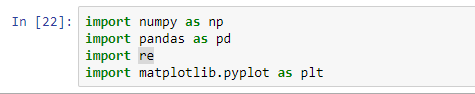 In [22]: import numpy as np
import pandas as pd
import re
import matplotlib.pyplot as plt